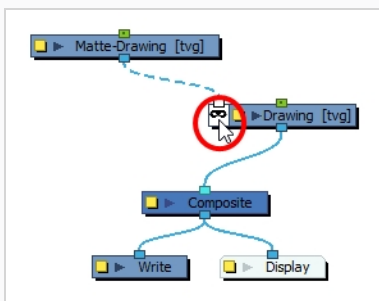 Matte-Drawing [tvg]
Drawing [tvg]
Composite
Write
Display